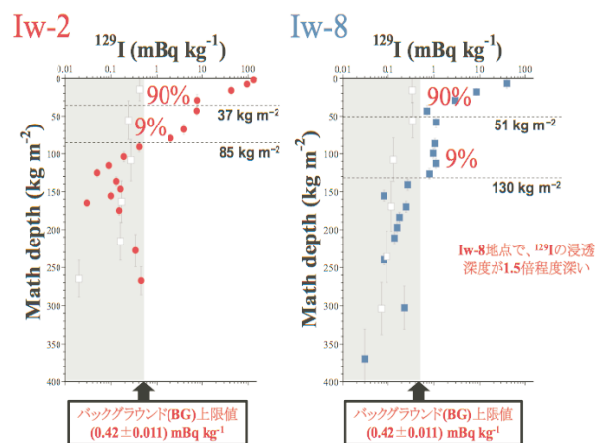 Iw-2
¹²⁹I (mBq kg⁻¹)
0.01 0.1 1 10 100
0
50
100
150
200
250
300
350
400
Math depth (kg m⁻²)
90%
37 kg m⁻²
9%
85 kg m⁻²
バックグラウンド(BG)上限値
(0.42±0.011) mBq kg⁻¹
Iw-8
¹²⁹I (mBq kg⁻¹)
0.01 0.1 1 10 100
0
50
100
150
200
250
300
350
400
Math depth (kg m⁻²)
90%
51 kg m⁻²
9%
130 kg m⁻²
Iw-8地点で、¹²⁹Iの浸透
深度が1.5倍程度深い
バックグラウンド(BG)上限値
(0.42±0.011) mBq kg⁻¹